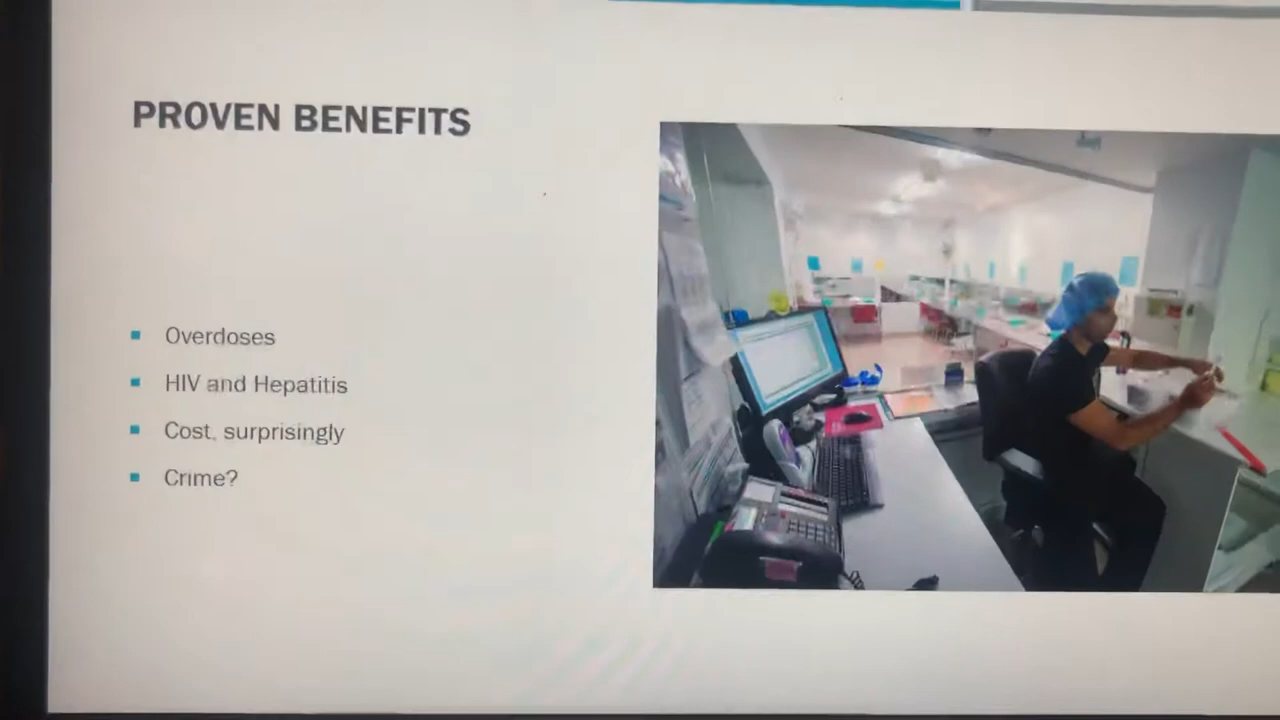 PROVEN BENEFITS
Overdoses
HIV and Hepatitis
Cost, surprisingly
Crime?